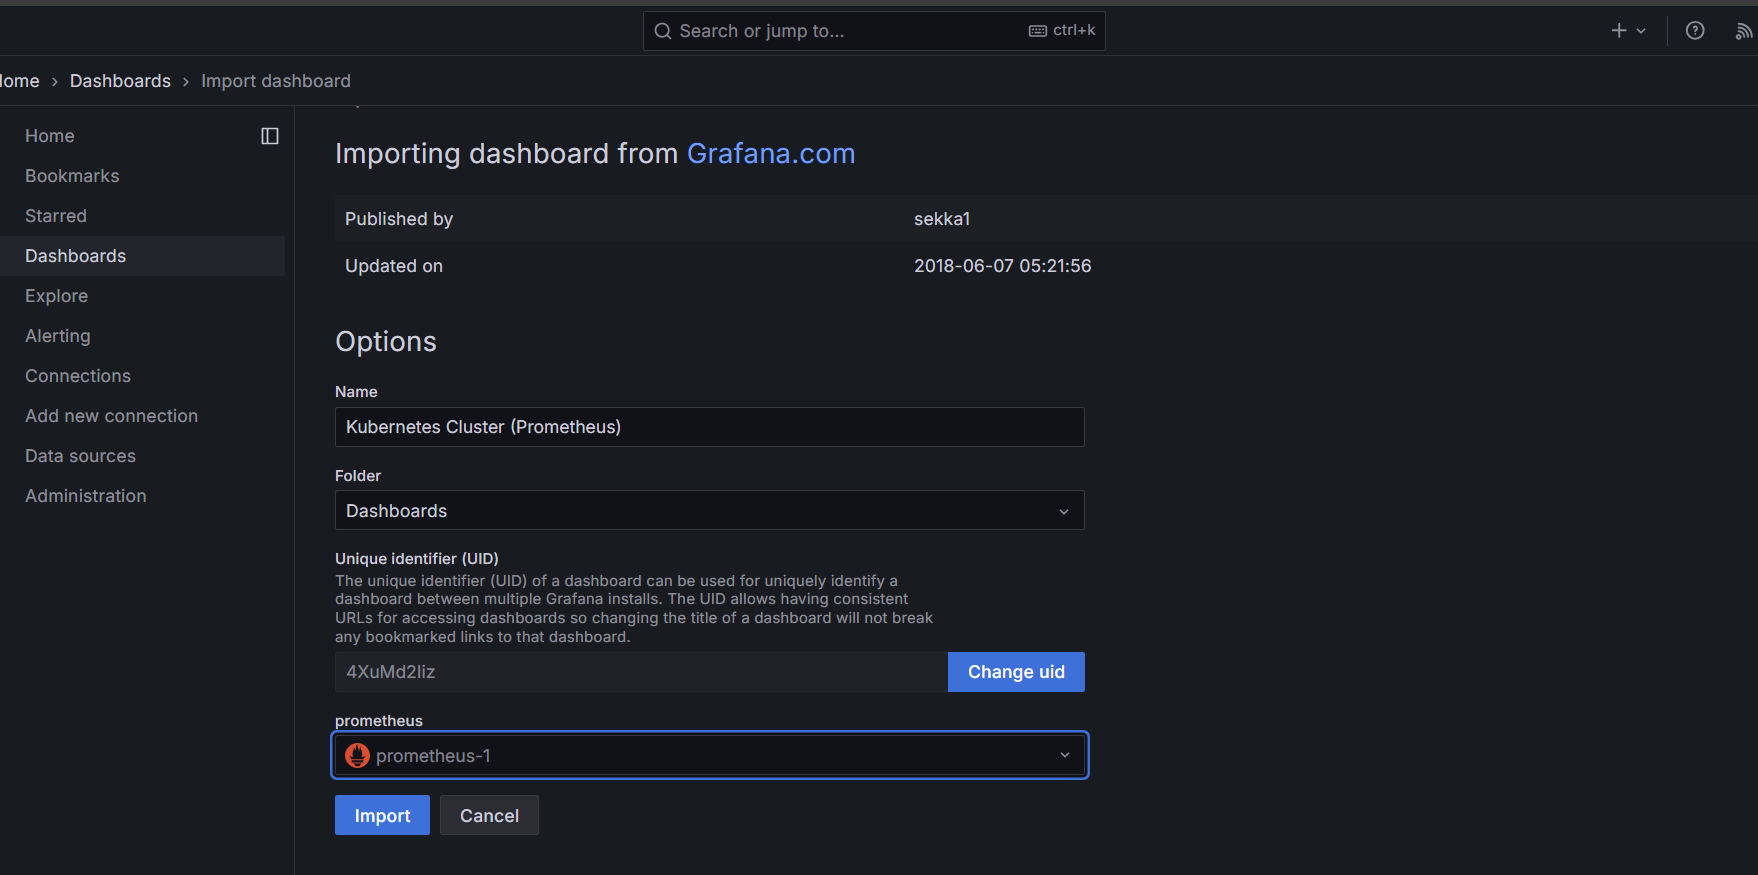 Search or jump to...
ctrl+k
Home › Dashboards › Import dashboard
Home
Bookmarks
Starred
Dashboards
Explore
Alerting
Connections
Add new connection
Data sources
Administration
Importing dashboard from Grafana.com
Published by sekka1
Updated on 2018-06-07 05:21:56
Options
Name
Kubernetes Cluster (Prometheus)
Folder
Dashboards
Unique identifier (UID)
The unique identifier (UID) of a dashboard can be used for uniquely identify a
dashboard between multiple Grafana installs. The UID allows having consistent
URLs for accessing dashboards so changing the title of a dashboard will not break
any bookmarked links to that dashboard.
4XuMd2Iiz
Change uid
prometheus
prometheus-1
Import
Cancel